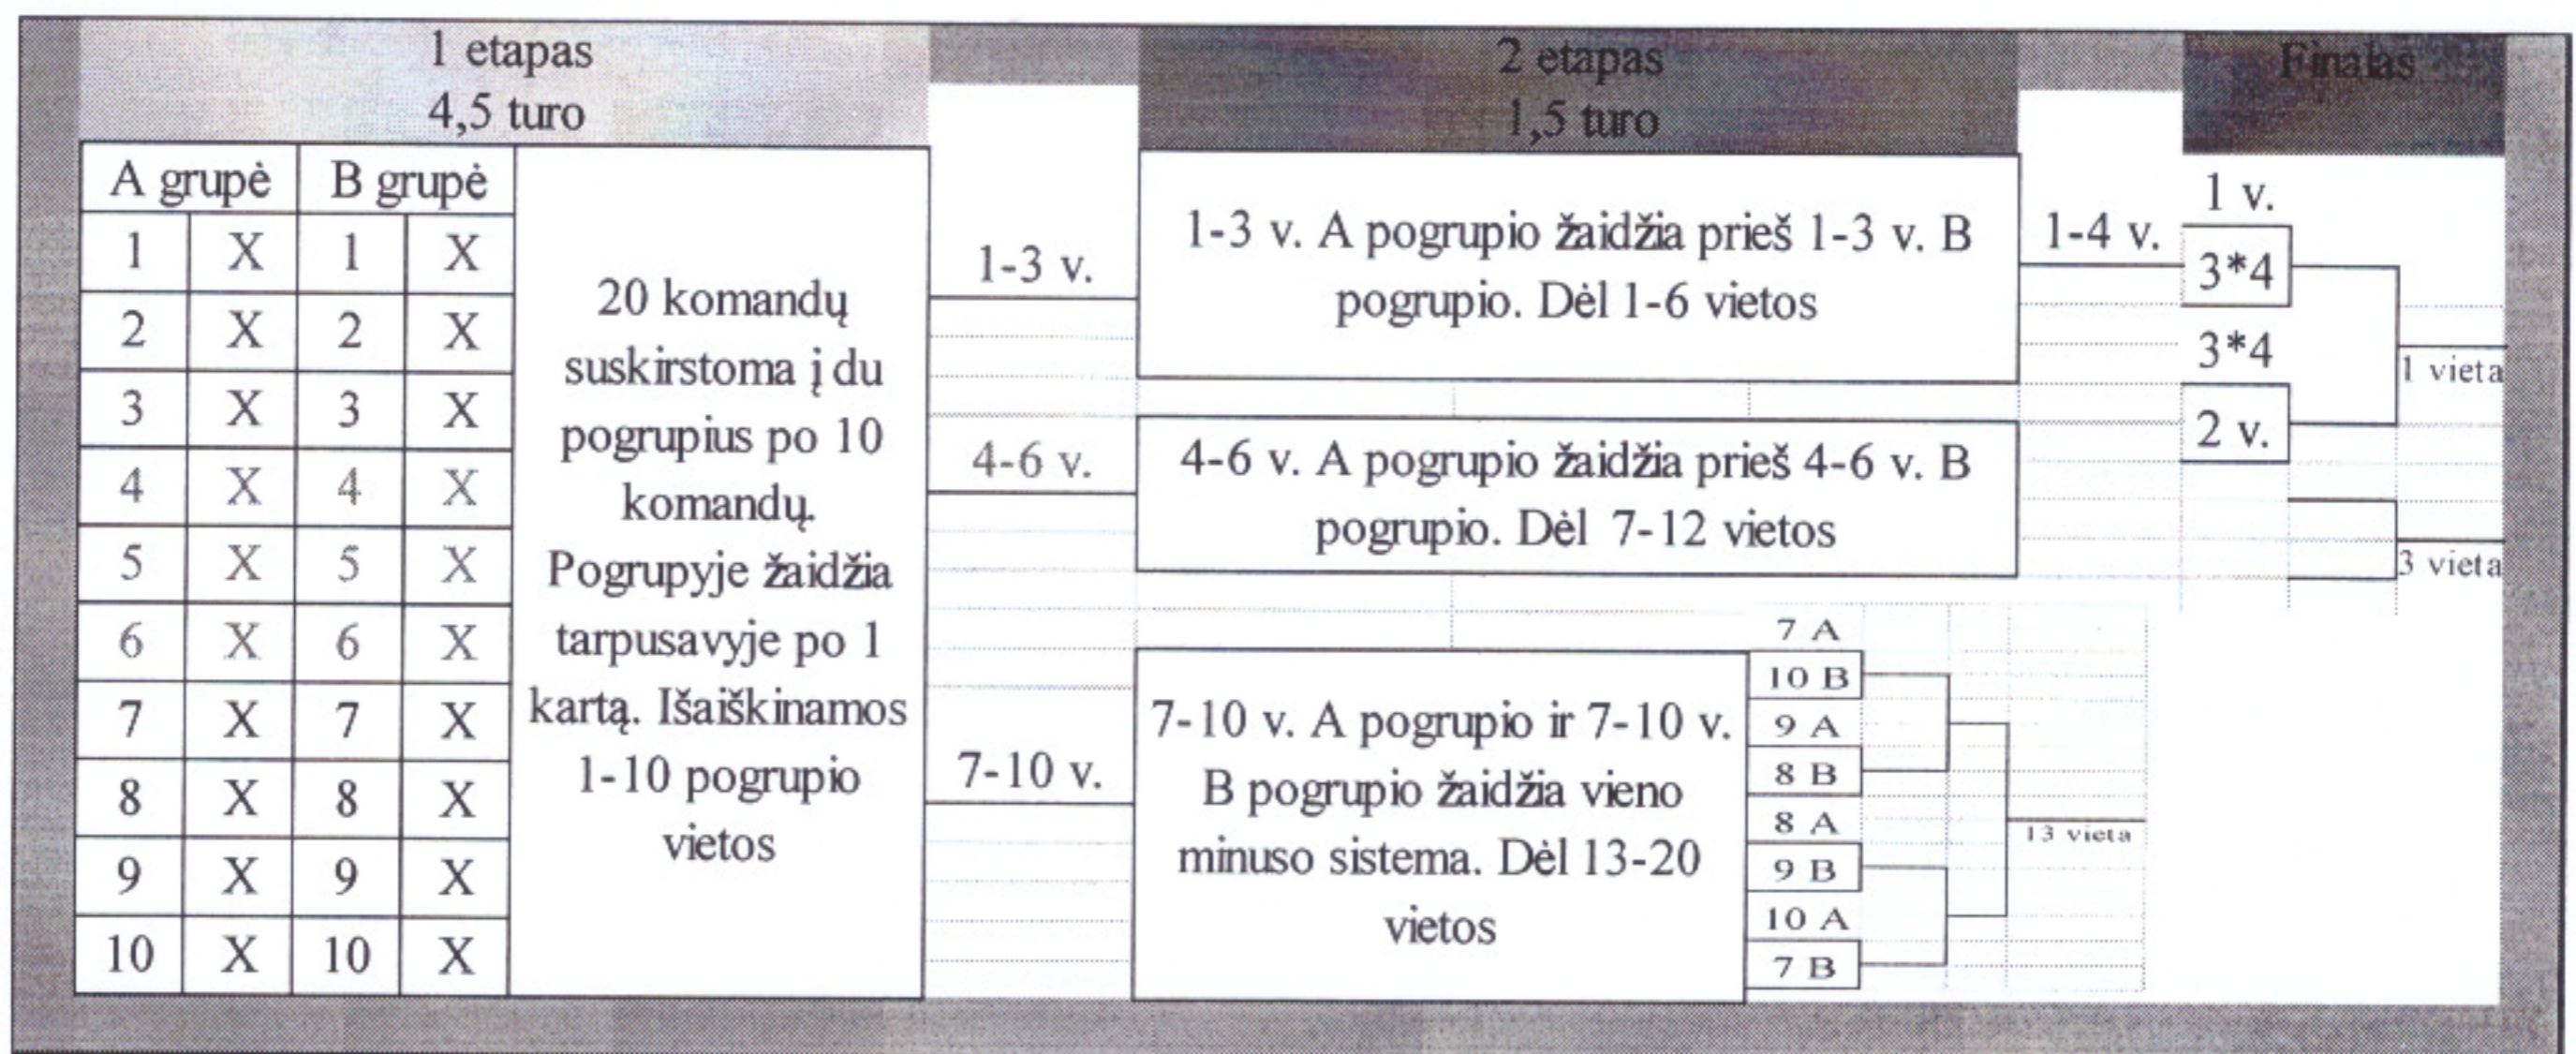 1 etapas
4,5 turo
2 etapas
1,5 turo
Finalas
A grupė B grupė
1 X 1 X
2 X 2 X
3 X 3 X
4 X 4 X
5 X 5 X
6 X 6 X
7 X 7 X
8 X 8 X
9 X 9 X
10 X 10 X
20 komandų
suskirstoma į du
pogrupius po 10
komandų.
Pogrupyje žaidžia
tarpusavyje po 1
kartą. Išaiškinamos
1-10 pogrupio
vietos
1-3 v.
4-6 v.
7-10 v.
1-3 v. A pogrupio žaidžia prieš 1-3 v. B
pogrupio. Dėl 1-6 vietos
4-6 v. A pogrupio žaidžia prieš 4-6 v. B
pogrupio. Dėl 7-12 vietos
7-10 v. A pogrupio ir 7-10 v.
B pogrupio žaidžia vieno
minuso sistema. Dėl 13-20
vietos
7 A
10 B
9 A
8 B
8 A
9 B
10 A
7 B
13 vieta
1-4 v.
1 v.
3*4
3*4
2 v.
1 vieta
3 vieta